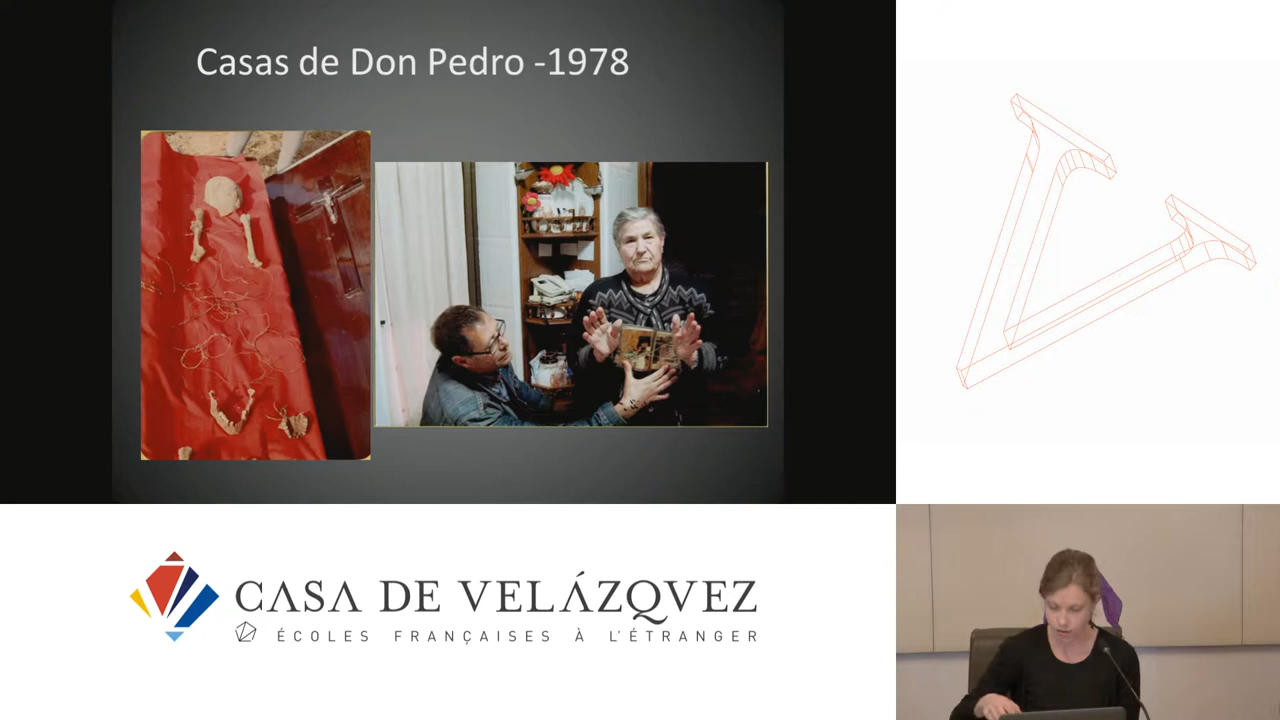 Casas de Don Pedro -1978
CASA DE VELÁZQVEZ
ÉCOLES FRANÇAISES À L'ÉTRANGER